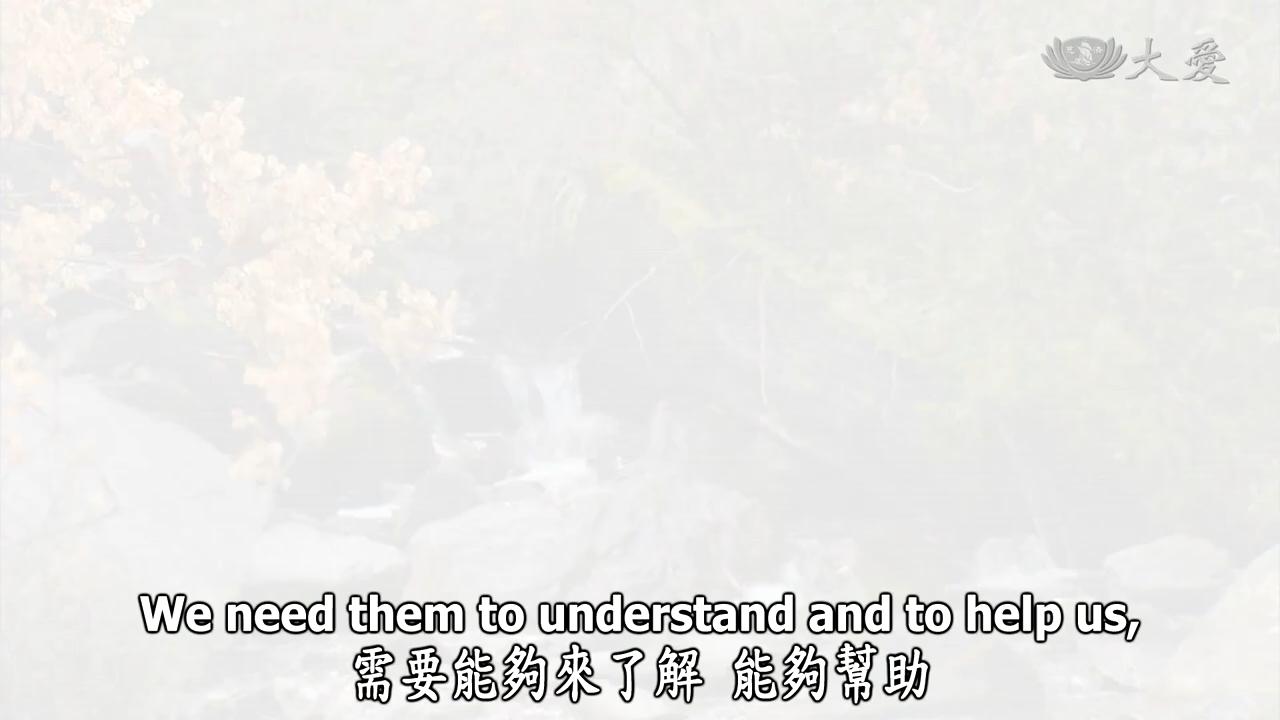 大愛
We need them to understand and to help us,
需要能夠來了解 能夠幫助